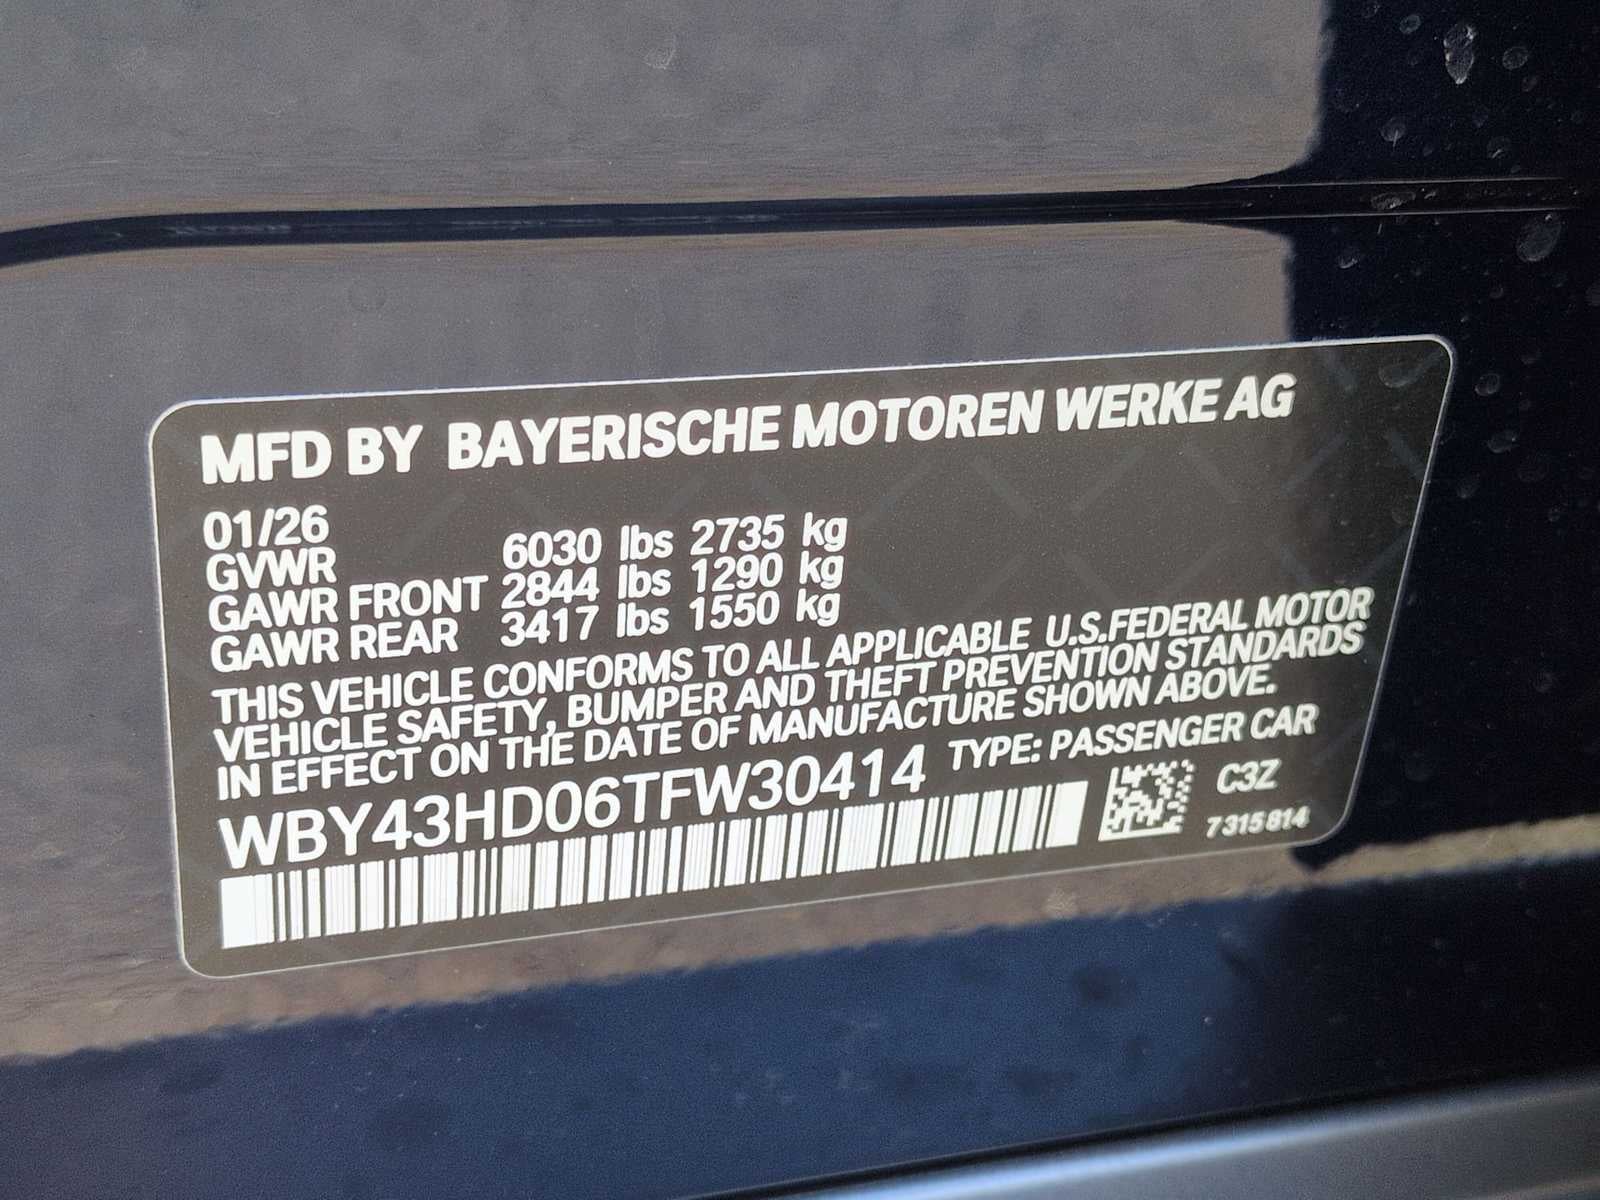 MFD BY BAYERISCHE MOTOREN WERKE AG
01/26
GVWR 6030 lbs 2735 kg
GAWR FRONT 2844 lbs 1290 kg
GAWR REAR 3417 lbs 1550 kg
THIS VEHICLE CONFORMS TO ALL APPLICABLE U.S.FEDERAL MOTOR
VEHICLE SAFETY, BUMPER AND THEFT PREVENTION STANDARDS
IN EFFECT ON THE DATE OF MANUFACTURE SHOWN ABOVE.
WBY43HD06TFW30414 TYPE: PASSENGER CAR
C3Z
7315814